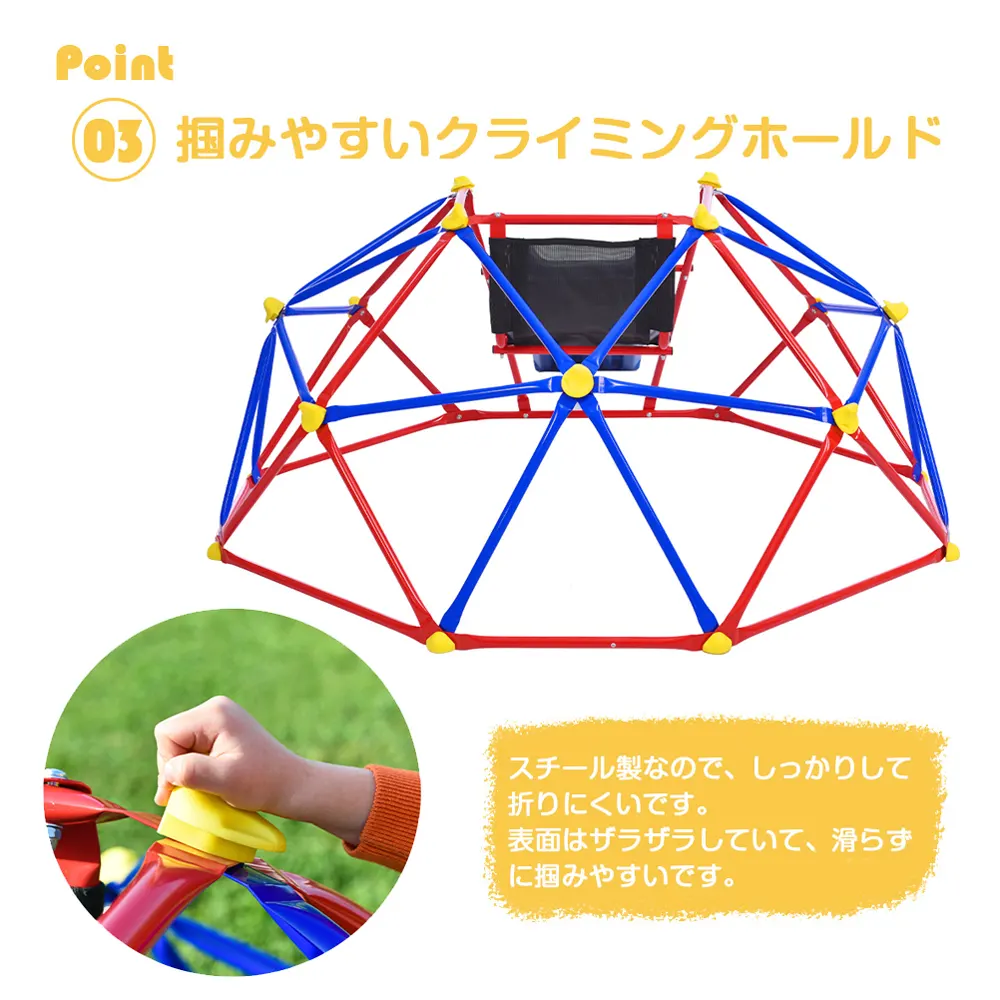 Point
03 掴みやすいクライミングホールド
スチール製なので、しっかりして
折りにくいです。
表面はザラザラしていて、滑らず
に掴みやすいです。